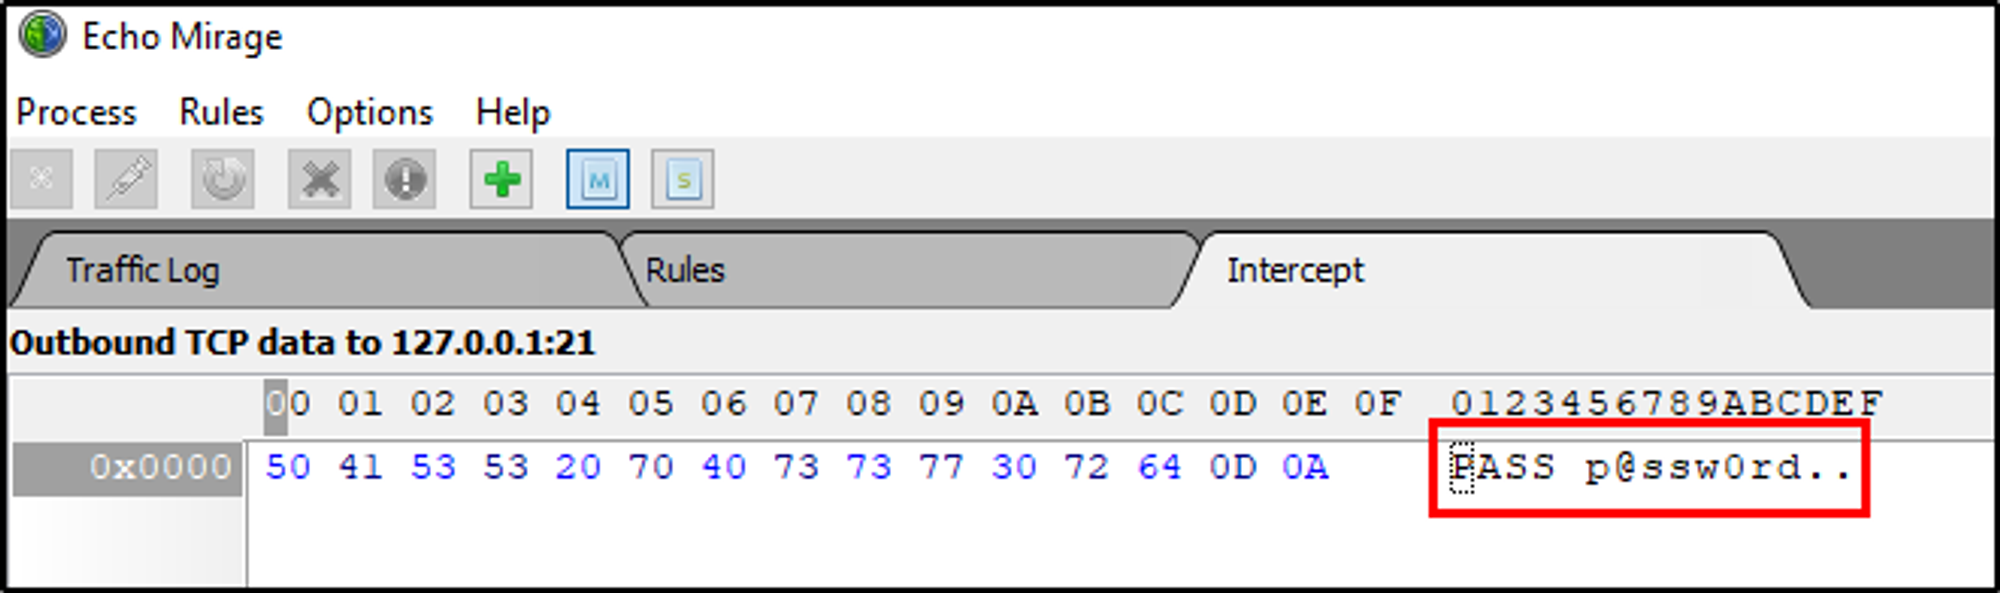 Echo Mirage
Process Rules Options Help
M S
Traffic Log Rules Intercept
Outbound TCP data to 127.0.0.1:21
00 01 02 03 04 05 06 07 08 09 0A 0B 0C 0D 0E 0F 0123456789ABCDEF
0x0000 50 41 53 53 20 70 40 73 73 77 30 72 64 0D 0A PASS p@ssw0rd..